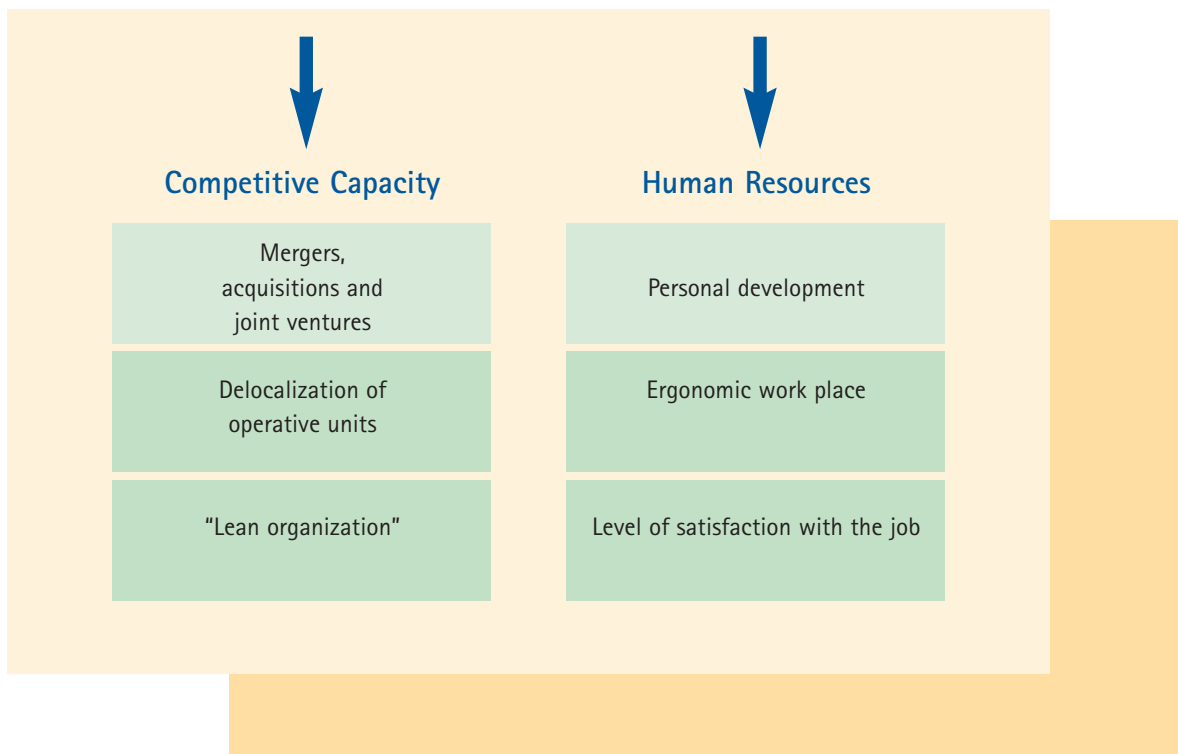 Competitive Capacity
Mergers,
acquisitions and
joint ventures
Delocalization of
operative units
“Lean organization”
Human Resources
Personal development
Ergonomic work place
Level of satisfaction with the job